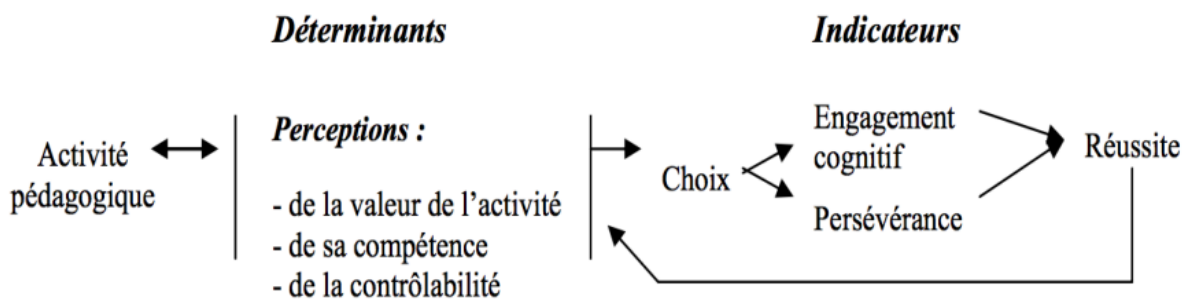 Déterminants
Indicateurs
Activité
pédagogique
Perceptions :
- de la valeur de l’activité
- de sa compétence
- de la contrôlabilité
Choix
Engagement
cognitif
Persévérance
Réussite